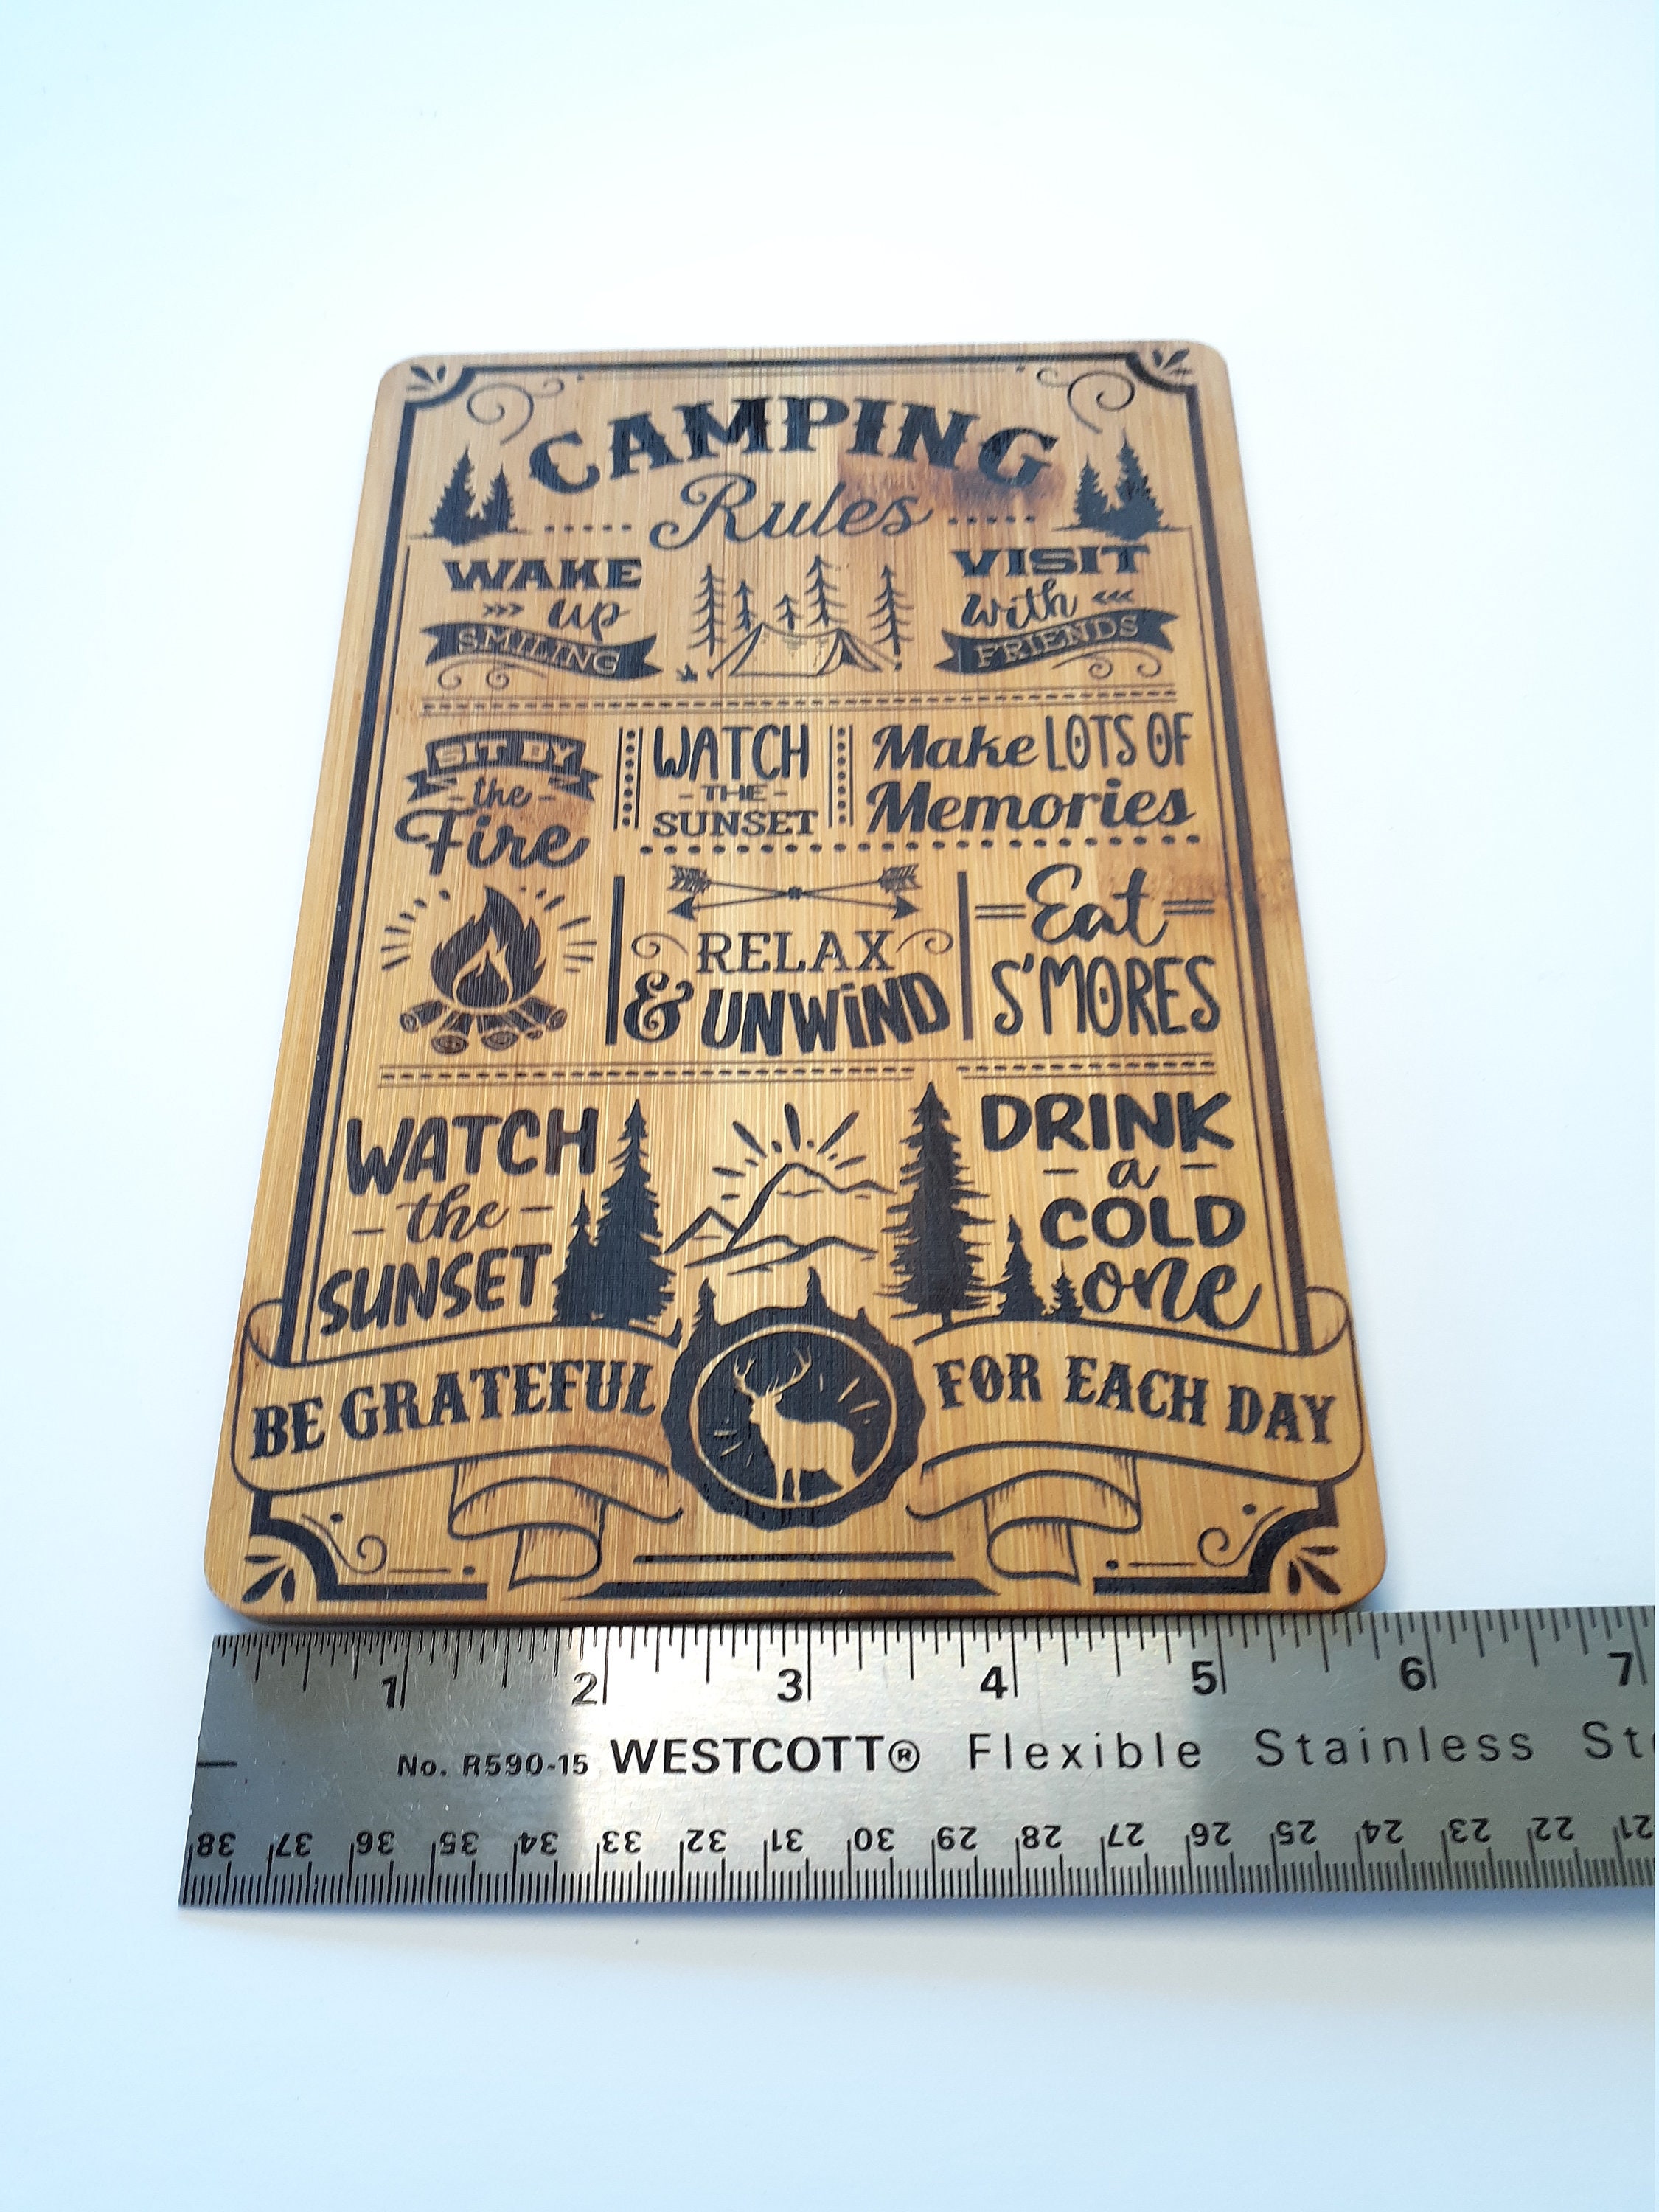 CAMPING
Rules
WAKE
up
SMILING
VISIT
with
FRIENDS
SIT BY
-the-
Fire
WATCH
-THE-
SUNSET
Make LOTS OF
Memories
RELAX
& UNWiND
Eat
S'MORES
WATCH
-the-
SUNSET
DRINK
- a -
COLD
one
BE GRATEFUL FOR EACH DAY
1 2 3 4 5 6 7
No. R590-15 WESTCOTT® Flexible Stainless St
38 37 36 35 34 33 32 31 30 29 28 27 26 25 24 23 22 21